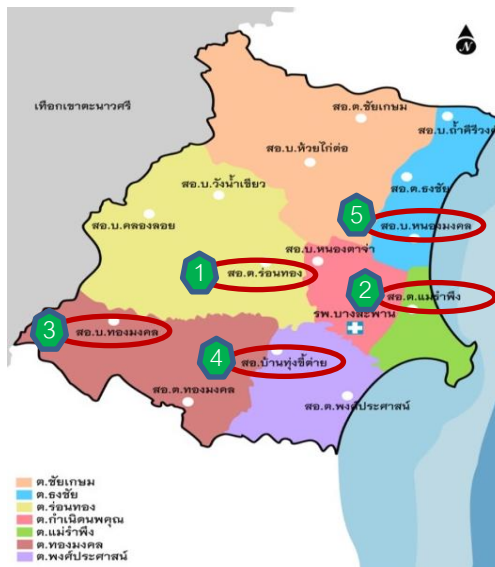 N
เทือกเขาตะนาวศรี
สอ.ต.ชัยเกษม
สอ.บ.ถ้ำคีรีวงศ์
สอ.บ.ห้วยไก่ต่อ
สอ.ต.ธงชัย
สอ.บ.วังน้ำเขียว
5
สอ.บ.คลองลอย
สอ.บ.หนองมงคล
สอ.บ.หนองตาจ่า
1
สอ.ต.ร่อนทอง
2
สอ.ต.แม่รำพึง
รพ.บางสะพาน
3
สอ.บ.ทองมงคล
4
สอ.บ้านทุ่งขี้ต่าย
สอ.ต.ทองมงคล
สอ.ต.พงศ์ประศาสน์
ต.ชัยเกษม
ต.ธงชัย
ต.ร่อนทอง
ต.กำเนิดนพคุณ
ต.แม่รำพึง
ต.ทองมงคล
ต.พงศ์ประศาสน์